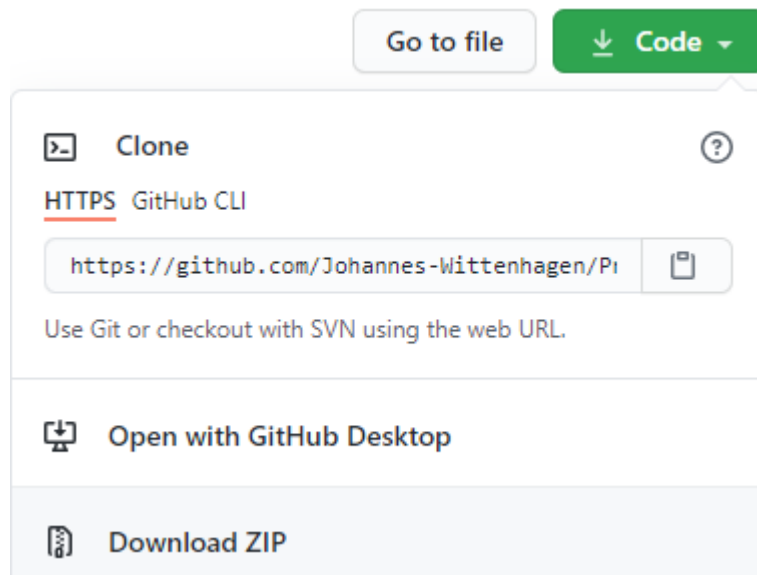 Go to file
Code
Clone
HTTPS GitHub CLI
https://github.com/Johannes-Wittenhagen/P
Use Git or checkout with SVN using the web URL.
Open with GitHub Desktop
Download ZIP